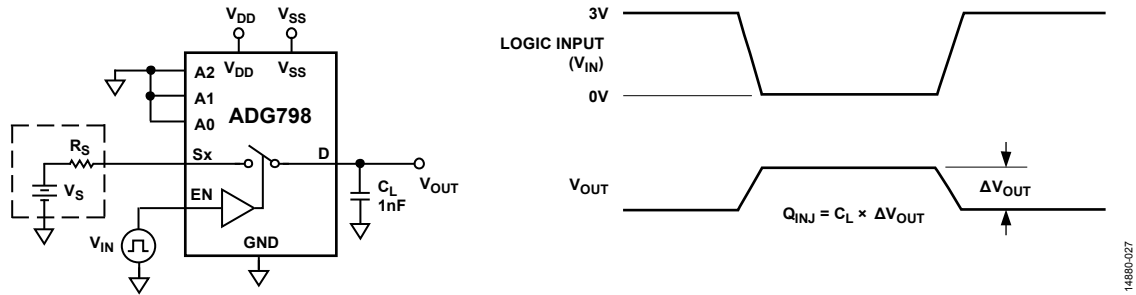 VDD
VSS
VDD
VSS
A2
A1
A0
ADG798
RS
Sx
D
VS
EN
VOUT
CL
1nF
VIN
GND
3V
LOGIC INPUT
(VIN)
0V
VOUT
ΔVOUT
QINJ = CL × ΔVOUT
14880-027